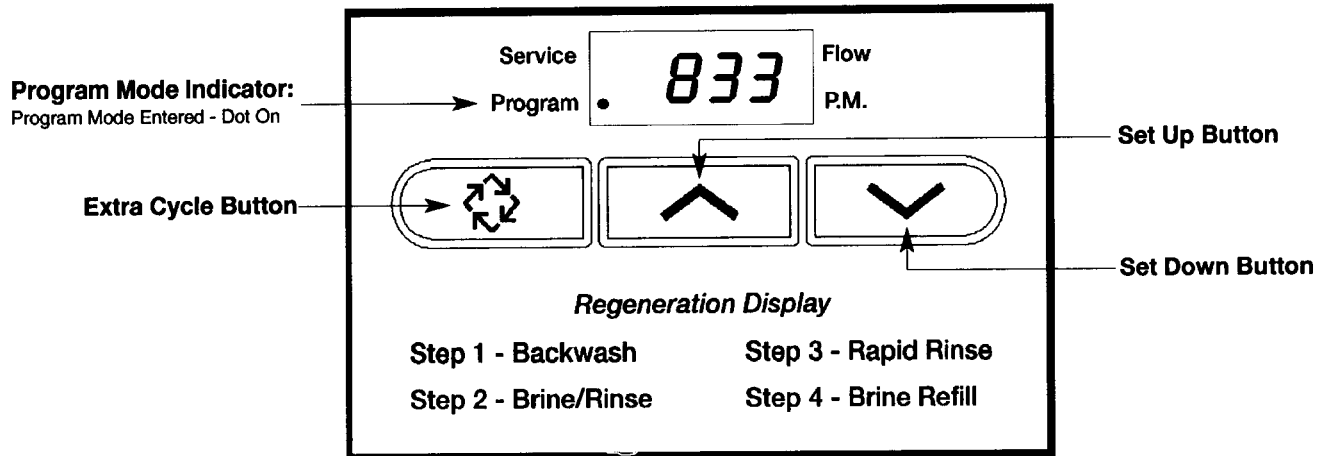 Service
833
Flow
Program Mode Indicator:
Program Mode Entered - Dot On
Program
P.M.
Set Up Button
Extra Cycle Button
Set Down Button
Regeneration Display
Step 1 - Backwash
Step 3 - Rapid Rinse
Step 2 - Brine/Rinse
Step 4 - Brine Refill